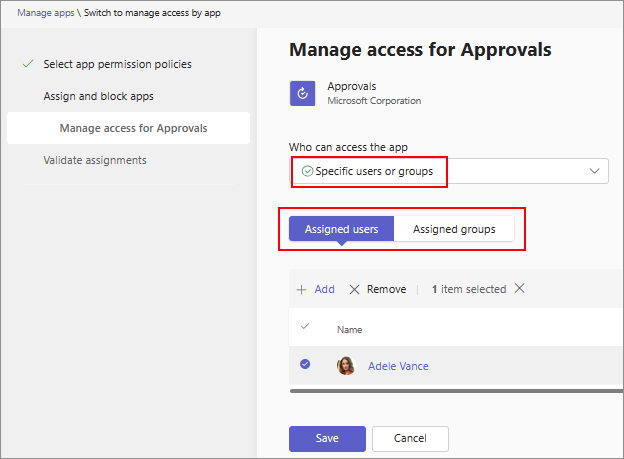 Manage apps \ Switch to manage access by app
Select app permission policies
Assign and block apps
Manage access for Approvals
Validate assignments
Manage access for Approvals
Approvals
Microsoft Corporation
Who can access the app
Specific users or groups
Assigned users Assigned groups
Add Remove 1 item selected
Name
Adele Vance
Save Cancel